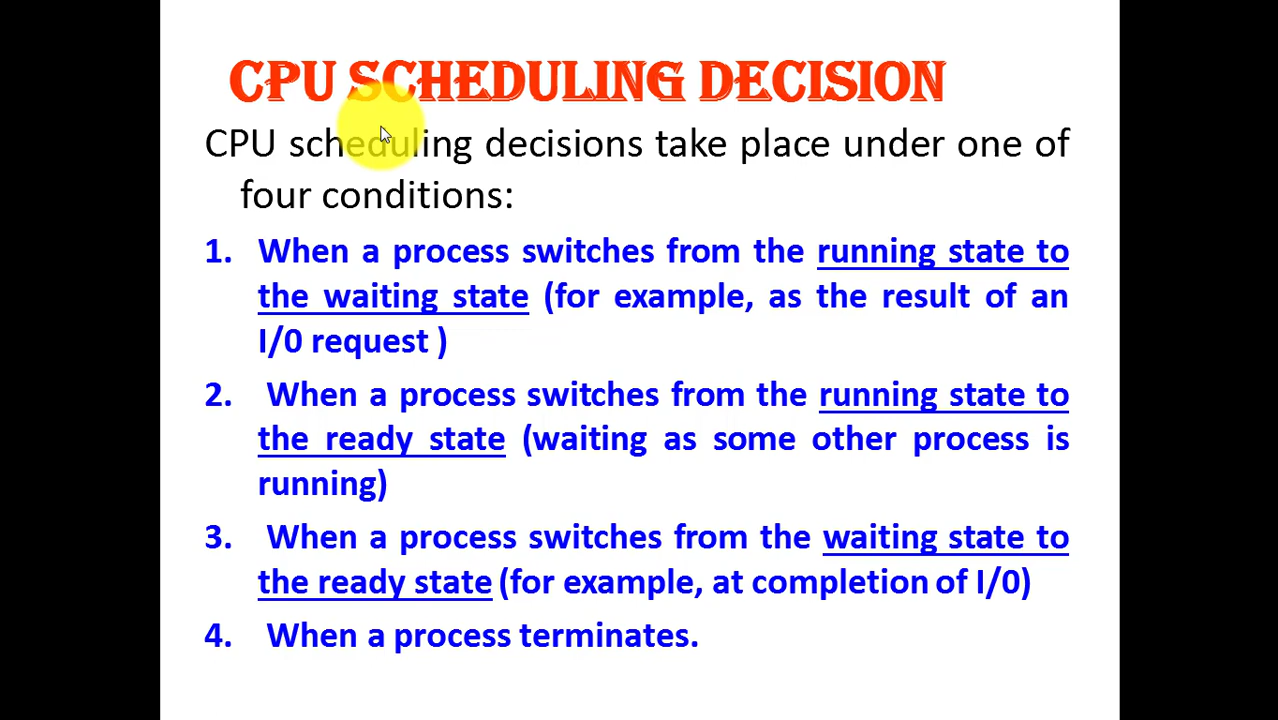 CPU SCHEDULING DECISION
CPU scheduling decisions take place under one of
four conditions:
1. When a process switches from the running state to
the waiting state (for example, as the result of an
I/0 request )
2. When a process switches from the running state to
the ready state (waiting as some other process is
running)
3. When a process switches from the waiting state to
the ready state (for example, at completion of I/0)
4. When a process terminates.